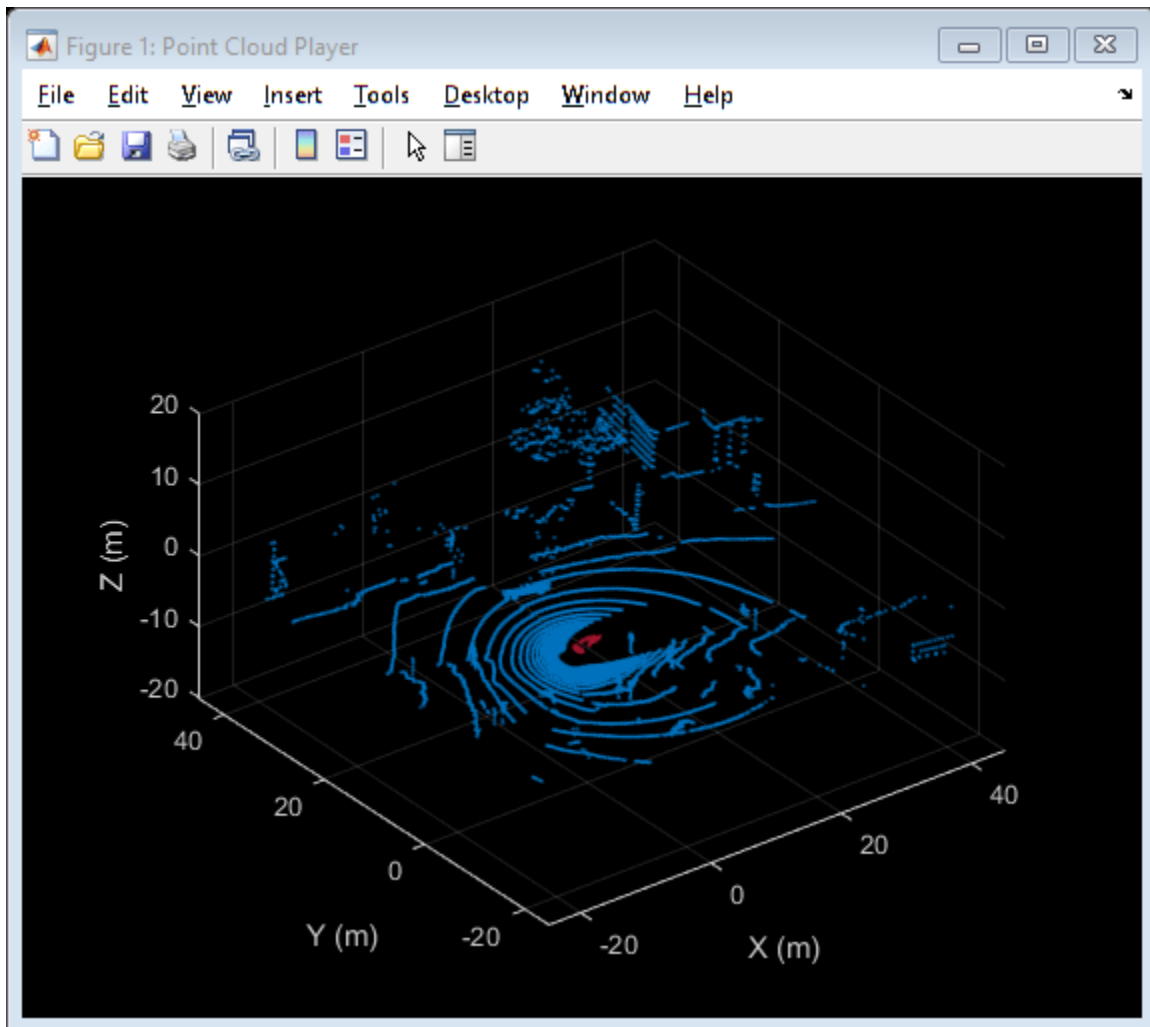 Figure 1: Point Cloud Player
File Edit View Insert Tools Desktop Window Help
20
10
0
-10
-20
Z (m)
40
20
0
-20
Y (m)
-20
0
20
40
X (m)